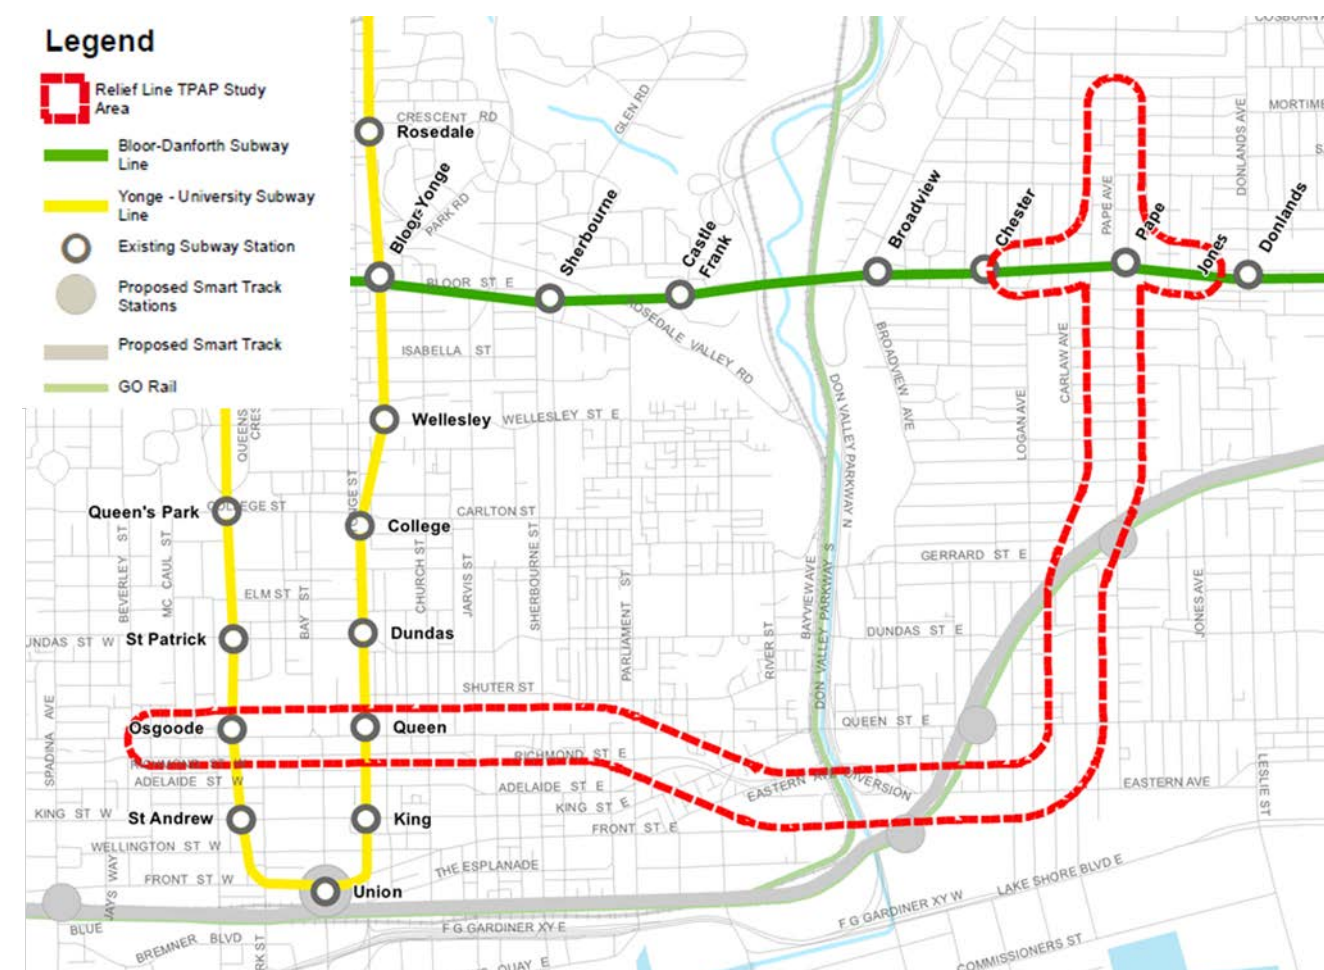 Legend
Relief Line TPAP Study
Area
Bloor-Danforth Subway
Line
Yonge - University Subway
Line
Existing Subway Station
Proposed Smart Track
Stations
Proposed Smart Track
GO Rail
CRESCENT RD
Rosedale
GLEN RD
PARK RD
Bloor-Yonge
Sherbourne
Castle
Frank
Broadview
Chester
PAPE AVE
Pape
Jones
Donlands
DONLANDS AVE
BLOOR ST E
ROSEDALE VALLEY RD
ISABELLA ST
Wellesley
WELLESLEY ST E
BROADVIEW AVE
DON VALLEY PARKWAY N
LOGAN AVE
CARLAW AVE
QUEENS
Queen's Park
College
CARLTON ST
BEVERLEY ST
MC CAUL ST
ELM ST
BAY ST
CHURCH ST
JARVIS ST
SHERBOURNE ST
PARLIAMENT ST
RIVER ST
BAYVIEW AVE
DON VALLEY PARKWAY S
GERRARD ST E
JONES AVE
UNDAS ST W
St Patrick
Dundas
DUNDAS ST E
SHUTER ST
SPADINA AVE
Osgoode
Queen
QUEEN ST E
RICHMOND ST E
ADELAIDE ST W
ADELAIDE ST E
EASTERN AVE DIVERSION
EASTERN AVE
LESLIE ST
KING ST W
St Andrew
King
KING ST E
FRONT ST E
WELLINGTON ST W
FRONT ST W
THE ESPLANADE
Union
JAYS WAY
BLUE
BREMNER BLVD
F G GARDINER XY E
F G GARDINER XY W
LAKE SHORE BLVD E
COMMISSIONERS ST
QUAY E